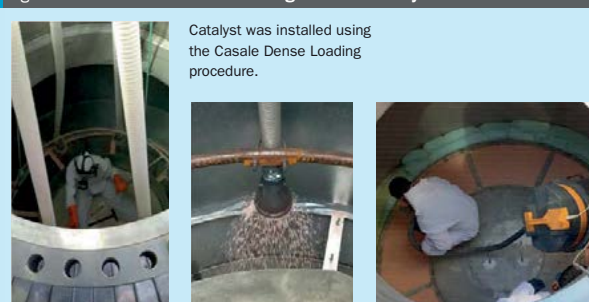 Catalyst was installed using
the Casale Dense Loading
procedure.